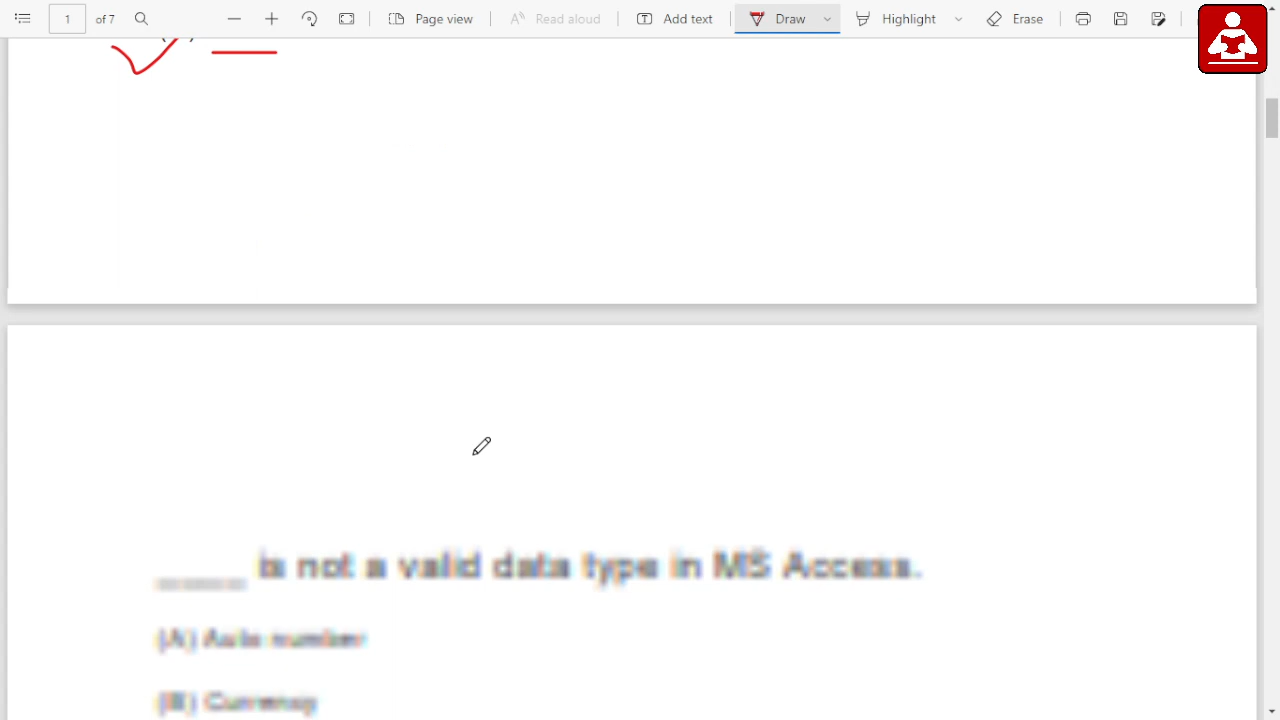 1 of 7 Page view Read aloud Add text Draw Highlight Erase
_____ is not a valid data type in MS Access.
(A) Auto number
(B) Currency